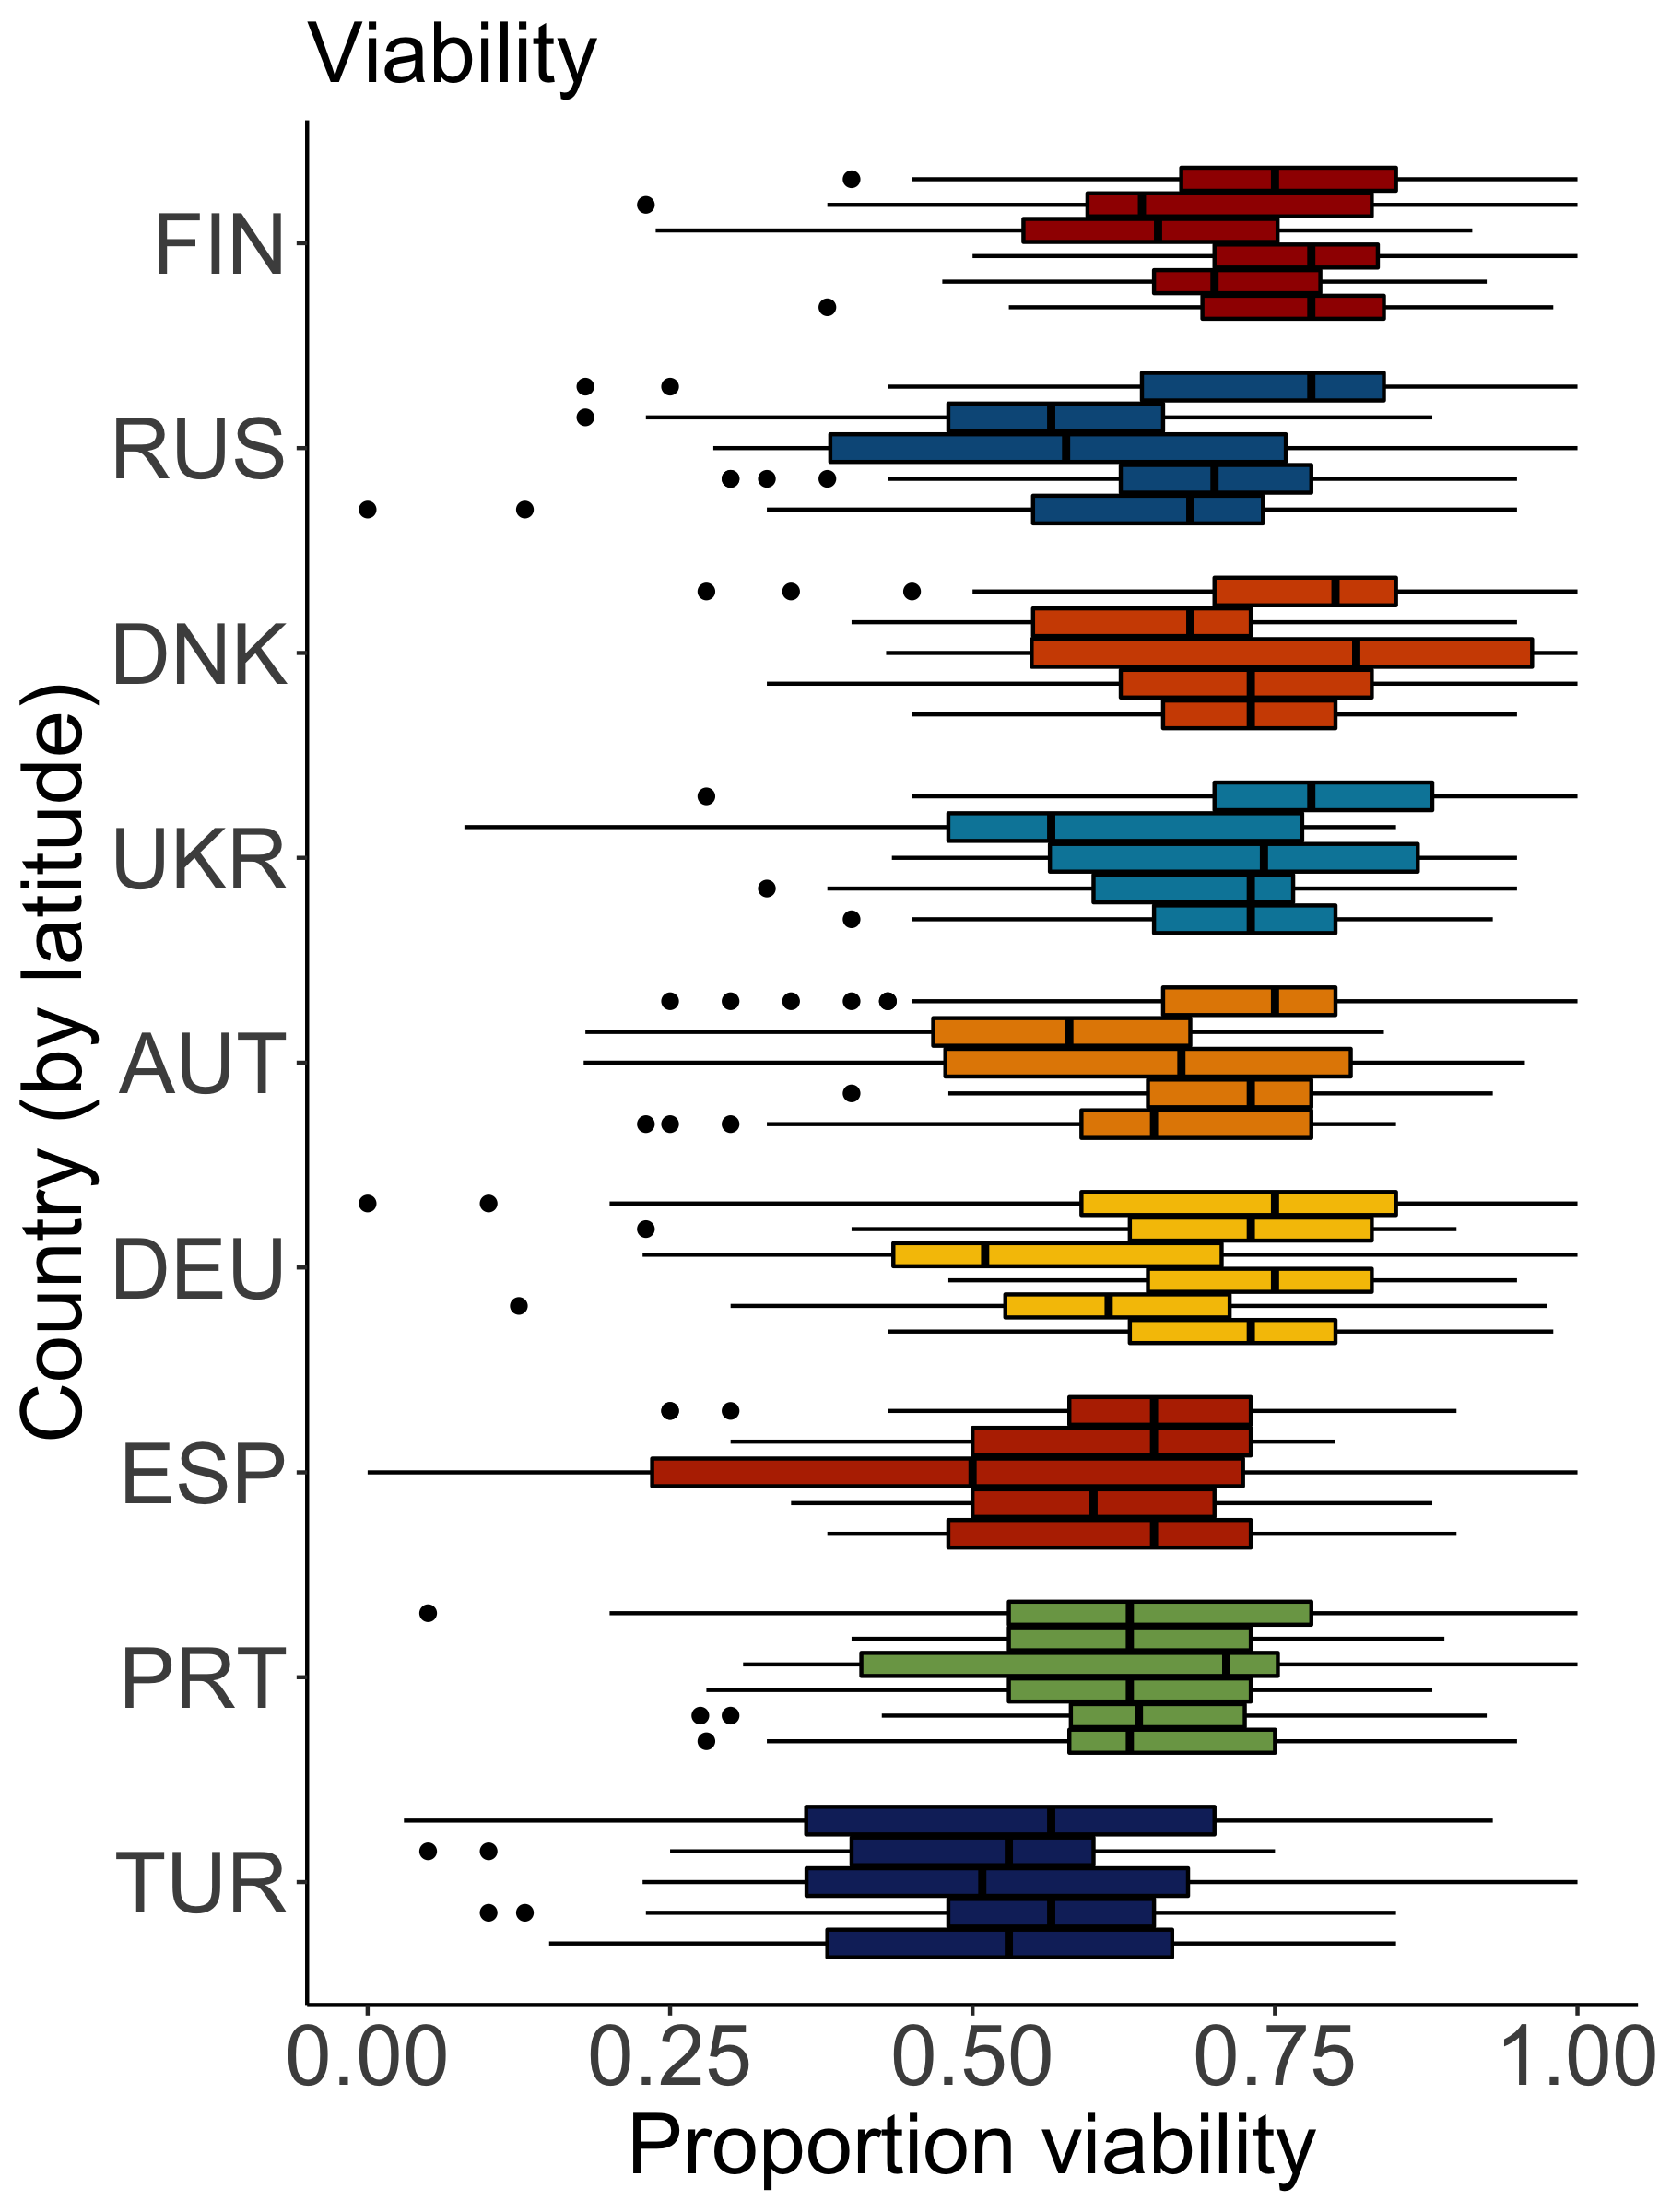 Viability
FIN
RUS
DNK
UKR
AUT
DEU
ESP
PRT
TUR
Country (by latitude)
0.00 0.25 0.50 0.75 1.00
Proportion viability